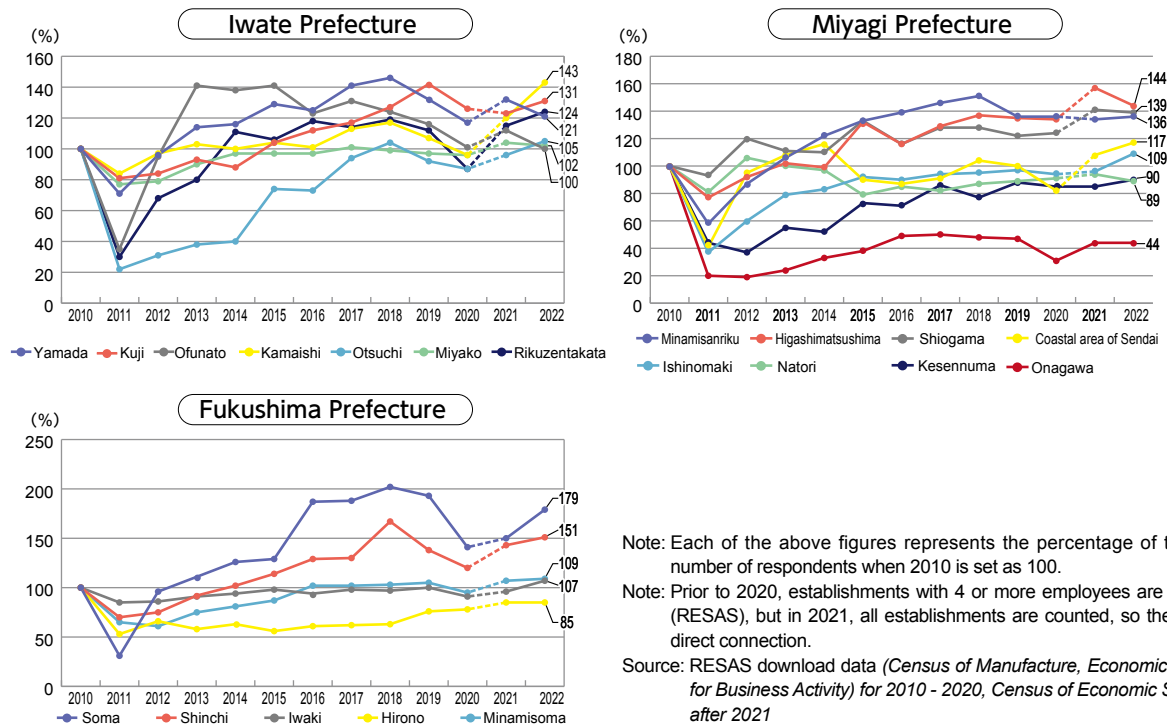 Iwate Prefecture
(%)
160
140
120
100
80
60
40
20
0
143
131
124
121
105
102
100
2010 2011 2012 2013 2014 2015 2016 2017 2018 2019 2020 2021 2022
Yamada Kuji Ofunato Kamaishi Otsuchi Miyako Rikuzentakata
Miyagi Prefecture
(%)
180
160
140
120
100
80
60
40
20
0
144
139
136
117
109
90
89
44
2010 2011 2012 2013 2014 2015 2016 2017 2018 2019 2020 2021 2022
Minamisanriku Higashimatsushima Shiogama Coastal area of Sendai
Ishinomaki Natori Kesennuma Onagawa
Fukushima Prefecture
(%)
250
200
150
100
50
0
179
151
109
107
85
2010 2011 2012 2013 2014 2015 2016 2017 2018 2019 2020 2021 2022
Soma Shinchi Iwaki Hirono Minamisoma
Note: Each of the above figures represents the percentage of
number of respondents when 2010 is set as 100.
Note: Prior to 2020, establishments with 4 or more employees are
(RESAS), but in 2021, all establishments are counted, so
direct connection.
Source: RESAS download data (Census of Manufacture, Economic
for Business Activity) for 2010 - 2020, Census of Economic
after 2021